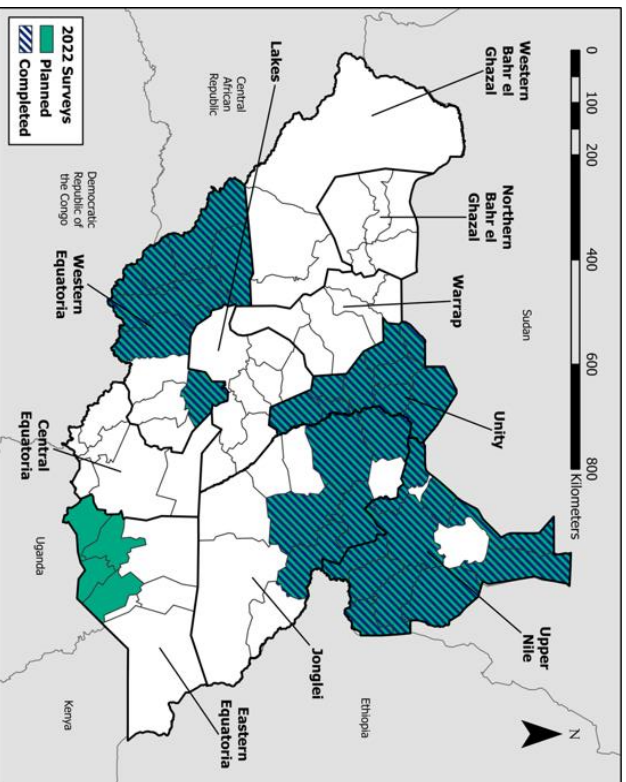 0 100 200 400 600 800
Kilometers
N
Western
Bahr el
Ghazal
Northern
Bahr el
Ghazal
Warrap
Sudan
Unity
Upper
Nile
Lakes
Central
African
Republic
Ethiopia
Jonglei
Democratic
Republic of
the Congo
Western
Equatoria
Central
Equatoria
Eastern
Equatoria
Uganda
Kenya
2022 Surveys
Planned
Completed